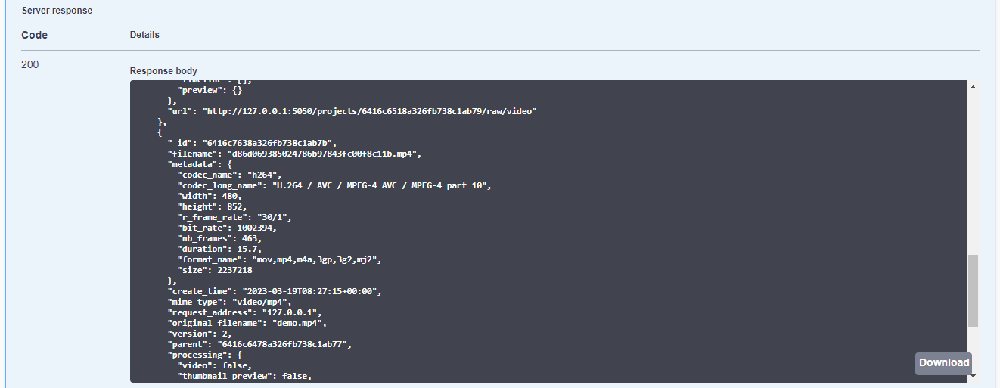 Server response
Code Details
200
Response body
"timeline": [],
"preview": {}
},
"url": "http://127.0.0.1:5050/projects/6416c6518a326fb738c1ab79/raw/video"
},
{
"_id": "6416c7638a326fb738c1ab7b",
"filename": "d86d069385024786b97843fc00f8c11b.mp4",
"metadata": {
"codec_name": "h264",
"codec_long_name": "H.264 / AVC / MPEG-4 AVC / MPEG-4 part 10",
"width": 480,
"height": 852,
"r_frame_rate": "30/1",
"bit_rate": 1002394,
"nb_frames": 463,
"duration": 15.7,
"format_name": "mov,mp4,m4a,3gp,3g2,mj2",
"size": 2237218
},
"create_time": "2023-03-19T08:27:15+00:00",
"mime_type": "video/mp4",
"request_address": "127.0.0.1",
"original_filename": "demo.mp4",
"version": 2,
"parent": "6416c6478a326fb738c1ab77",
"processing": {
"video": false,
"thumbnail_preview": false,
Download